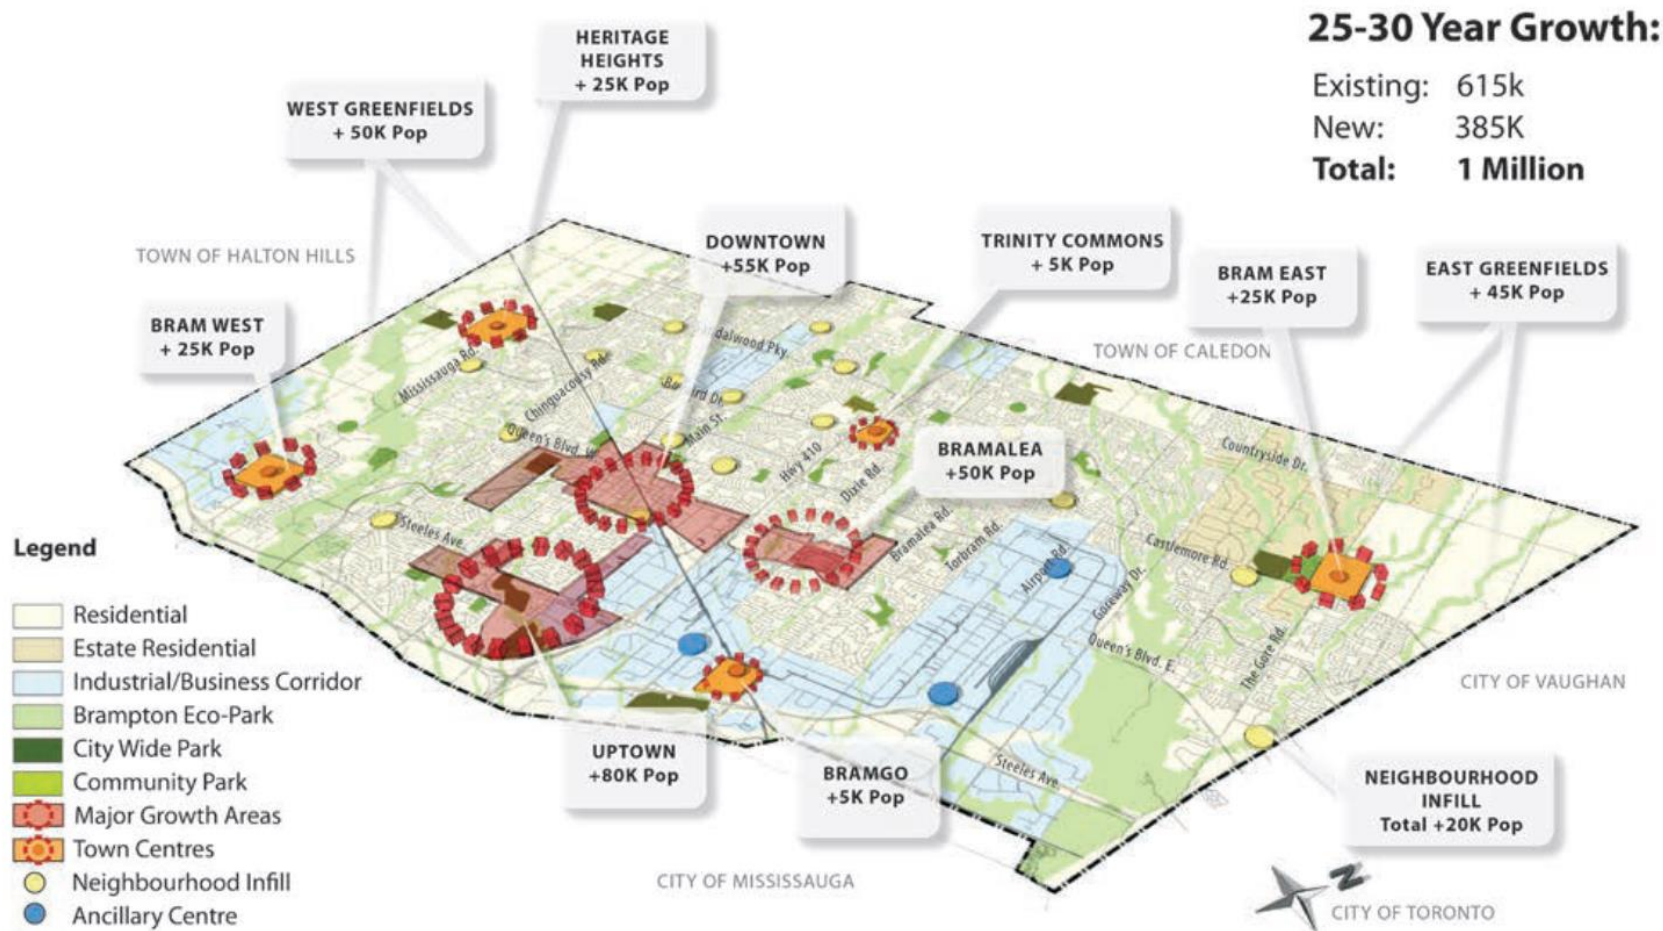 25-30 Year Growth:
Existing: 615k
New: 385K
Total: 1 Million
HERITAGE
HEIGHTS
+ 25K Pop
WEST GREENFIELDS
+ 50K Pop
TOWN OF HALTON HILLS
DOWNTOWN
+55K Pop
TRINITY COMMONS
+ 5K Pop
BRAM EAST
+25K Pop
EAST GREENFIELDS
+ 45K Pop
BRAM WEST
+ 25K Pop
TOWN OF CALEDON
dalwood Pky.
Mississauga Rd.
Chinguacousy Rd.
Main St.
Queen's Blvd. W
Hwy 410
Dixie Rd.
BRAMALEA
+50K Pop
Countryside Dr.
Steeles Ave.
Bramalea Rd.
Torbram Rd.
Airport Rd.
Goreway Dr.
Castlemore Rd.
Queen's Blvd. E.
The Gore Rd.
CITY OF VAUGHAN
Steeles Ave.
UPTOWN
+80K Pop
BRAMGO
+5K Pop
NEIGHBOURHOOD
INFILL
Total +20K Pop
CITY OF MISSISSAUGA
N
CITY OF TORONTO
Legend
Residential
Estate Residential
Industrial/Business Corridor
Brampton Eco-Park
City Wide Park
Community Park
Major Growth Areas
Town Centres
Neighbourhood Infill
Ancillary Centre